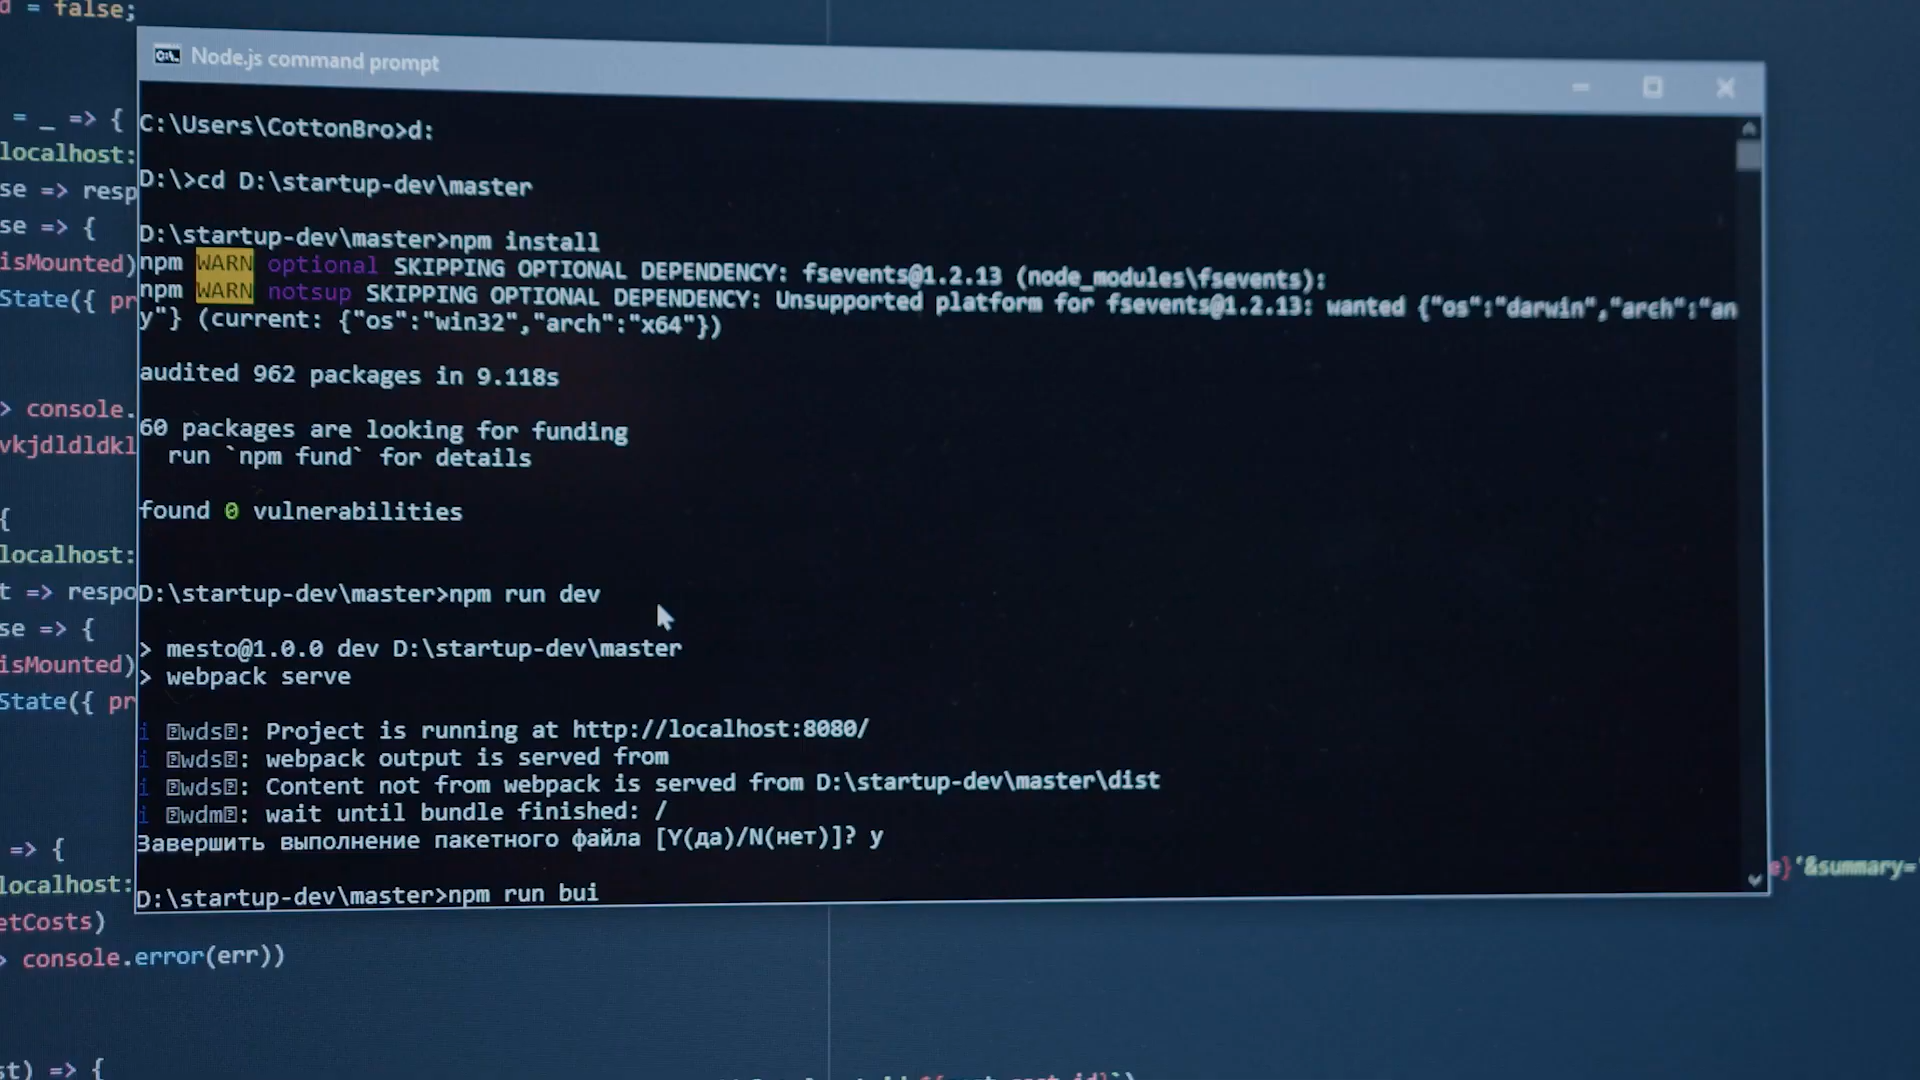 d = false;
Node.js command prompt
C:\Users\CottonBro>d:
D:\>cd D:\startup-dev\master
D:\startup-dev\master>npm install
npm WARN optional SKIPPING OPTIONAL DEPENDENCY: fsevents@1.2.13 (node_modules\fsevents):
npm WARN notsup SKIPPING OPTIONAL DEPENDENCY: Unsupported platform for fsevents@1.2.13: wanted {"os":"darwin","arch":"an
y"} (current: {"os":"win32","arch":"x64"})
audited 962 packages in 9.118s
60 packages are looking for funding
run `npm fund` for details
found 0 vulnerabilities
D:\startup-dev\master>npm run dev
> mesto@1.0.0 dev D:\startup-dev\master
> webpack serve
i wds: Project is running at http://localhost:8080/
i wds: webpack output is served from
i wds: Content not from webpack is served from D:\startup-dev\master\dist
i wdm: wait until bundle finished: /
Завершить выполнение пакетного файла [Y(да)/N(нет)]? y
D:\startup-dev\master>npm run bui
= _ => {
localhost:
se => resp
se => {
isMounted)
State({ pr
> console.
vkjdldldkl
{
localhost:
t => respo
se => {
isMounted)
State({ pr
=> {
localhost:
etCosts)
> console.error(err))
st) => {
e}'&summary='